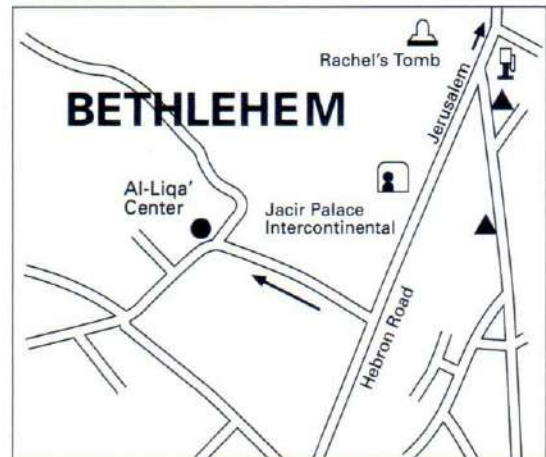 Rachel's Tomb
Jerusalem
BETHLEHEM
Al-Liqa'
Center
Jacir Palace
Intercontinental
Hebron Road